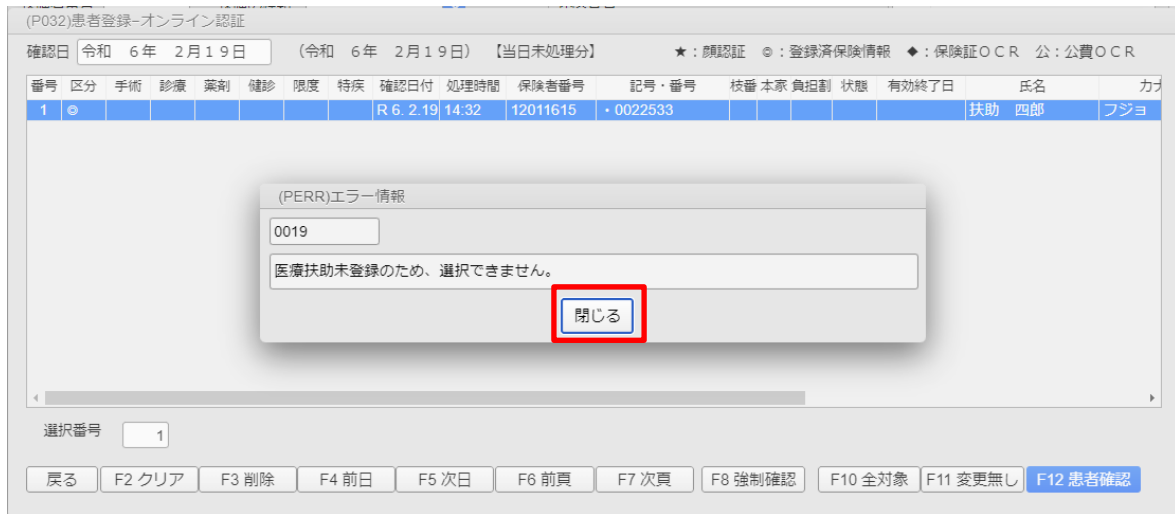 (P032)患者登録-オンライン認証
確認日 令和 6年 2月19日 (令和 6年 2月19日) 【当日未処理分】 ★:顔認証 ◎:登録済保険情報 ◆:保険証OCR 公:公費OCR
番号 区分 手術 診療 薬剤 健診 限度 特疾 確認日付 処理時間 保険者番号 記号・番号 枝番 本家 負担割 状態 有効終了日 氏名 カナ
1 ◎ R 6. 2.19 14:32 12011615 ・0022533 扶助 四郎 フジョ
(PERR)エラー情報
0019
医療扶助未登録のため、選択できません。
閉じる
選択番号 1
戻る F2 クリア F3 削除 F4 前日 F5 次日 F6 前頁 F7 次頁 F8 強制確認 F10 全対象 F11 変更無し F12 患者確認